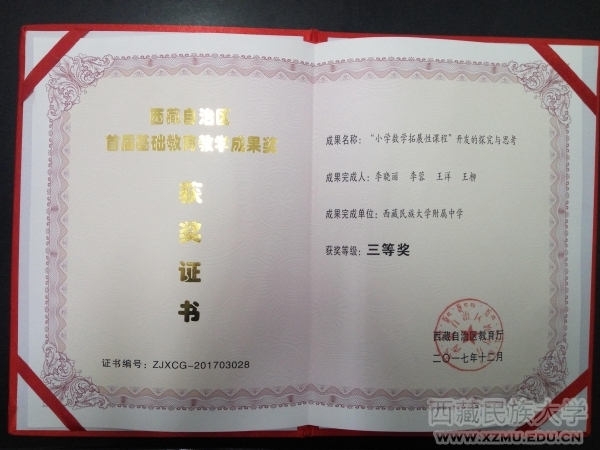 西藏自治区
首届基础教育教学成果奖
获奖证书
证书编号：ZJXCG-201703028
成果名称：“小学数学拓展性课程”开发的探究与思考
成果完成人：李晓丽 李蓉 王洋 王柳
成果完成单位：西藏民族大学附属中学
获奖等级：三等奖
西藏自治区教育厅
二〇一七年十二月
西藏民族大学
WWW.XZMU.EDU.CN